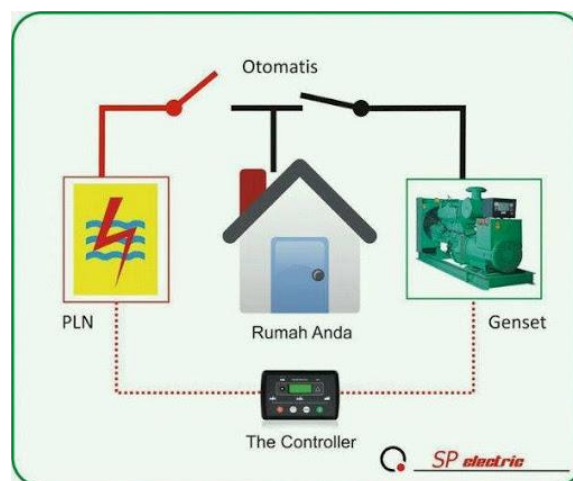 Otomatis
PLN
Rumah Anda
Genset
The Controller
SP electric